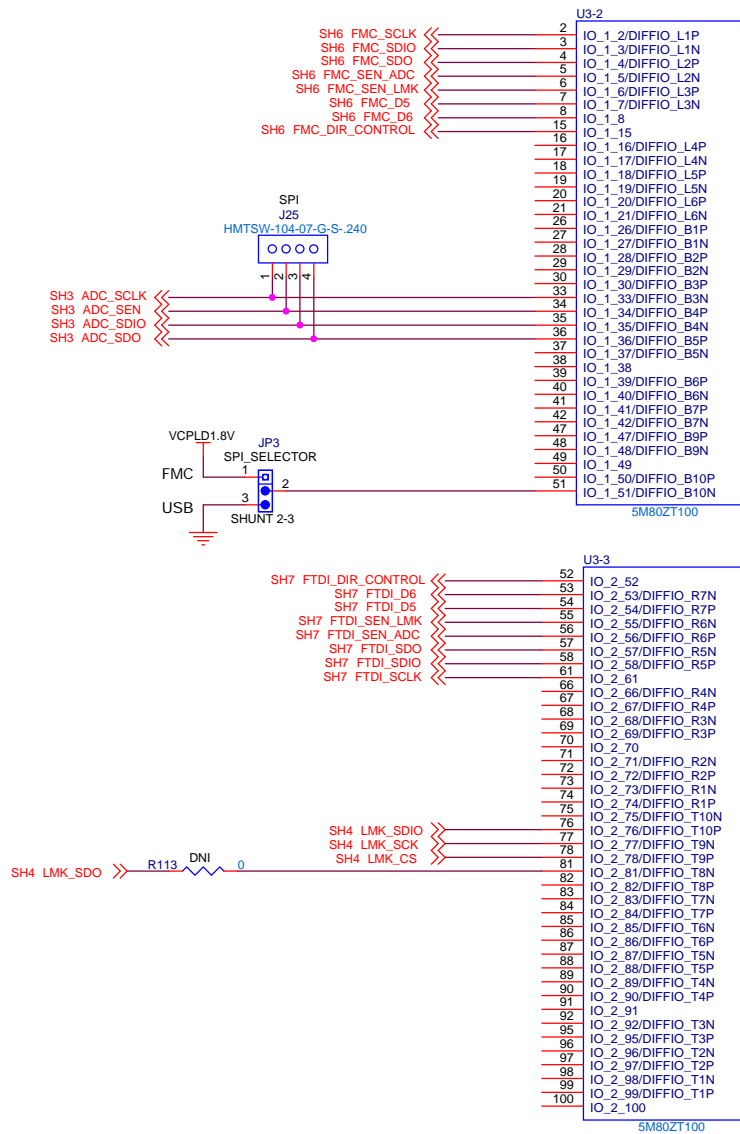 U3-2
SH6 FMC_SCLK 2 IO_1_2/DIFFIO_L1P
SH6 FMC_SDIO 3 IO_1_3/DIFFIO_L1N
SH6 FMC_SDO 4 IO_1_4/DIFFIO_L2P
SH6 FMC_SEN_ADC 5 IO_1_5/DIFFIO_L2N
SH6 FMC_SEN_LMK 6 IO_1_6/DIFFIO_L3P
SH6 FMC_D5 7 IO_1_7/DIFFIO_L3N
SH6 FMC_D6 8 IO_1_8
SH6 FMC_DIR_CONTROL 15 IO_1_15
16 IO_1_16/DIFFIO_L4P
17 IO_1_17/DIFFIO_L4N
18 IO_1_18/DIFFIO_L5P
19 IO_1_19/DIFFIO_L5N
20 IO_1_20/DIFFIO_L6P
21 IO_1_21/DIFFIO_L6N
26 IO_1_26/DIFFIO_B1P
27 IO_1_27/DIFFIO_B1N
28 IO_1_28/DIFFIO_B2P
29 IO_1_29/DIFFIO_B2N
30 IO_1_30/DIFFIO_B3P
SPI
J25
HMTSW-104-07-G-S-.240
1 2 3 4
SH3 ADC_SCLK 33 IO_1_33/DIFFIO_B3N
SH3 ADC_SEN 34 IO_1_34/DIFFIO_B4P
SH3 ADC_SDIO 35 IO_1_35/DIFFIO_B4N
SH3 ADC_SDO 36 IO_1_36/DIFFIO_B5P
37 IO_1_37/DIFFIO_B5N
38 IO_1_38
39 IO_1_39/DIFFIO_B6P
40 IO_1_40/DIFFIO_B6N
41 IO_1_41/DIFFIO_B7P
42 IO_1_42/DIFFIO_B7N
47 IO_1_47/DIFFIO_B9P
48 IO_1_48/DIFFIO_B9N
49 IO_1_49
50 IO_1_50/DIFFIO_B10P
51 IO_1_51/DIFFIO_B10N
5M80ZT100
VCPLD1.8V
JP3
SPI_SELECTOR
FMC 1
2
USB 3
SHUNT 2-3
U3-3
SH7 FTDI_DIR_CONTROL 52 IO_2_52
SH7 FTDI_D6 53 IO_2_53/DIFFIO_R7N
SH7 FTDI_D5 54 IO_2_54/DIFFIO_R7P
SH7 FTDI_SEN_LMK 55 IO_2_55/DIFFIO_R6N
SH7 FTDI_SEN_ADC 56 IO_2_56/DIFFIO_R6P
SH7 FTDI_SDO 57 IO_2_57/DIFFIO_R5N
SH7 FTDI_SDIO 58 IO_2_58/DIFFIO_R5P
SH7 FTDI_SCLK 61 IO_2_61
66 IO_2_66/DIFFIO_R4N
67 IO_2_67/DIFFIO_R4P
68 IO_2_68/DIFFIO_R3N
69 IO_2_69/DIFFIO_R3P
70 IO_2_70
71 IO_2_71/DIFFIO_R2N
72 IO_2_72/DIFFIO_R2P
73 IO_2_73/DIFFIO_R1N
74 IO_2_74/DIFFIO_R1P
75 IO_2_75/DIFFIO_T10N
SH4 LMK_SDIO 76 IO_2_76/DIFFIO_T10P
SH4 LMK_SCK 77 IO_2_77/DIFFIO_T9N
SH4 LMK_CS 78 IO_2_78/DIFFIO_T9P
SH4 LMK_SDO R113 DNI 0 81 IO_2_81/DIFFIO_T8N
82 IO_2_82/DIFFIO_T8P
83 IO_2_83/DIFFIO_T7N
84 IO_2_84/DIFFIO_T7P
85 IO_2_85/DIFFIO_T6N
86 IO_2_86/DIFFIO_T6P
87 IO_2_87/DIFFIO_T5N
88 IO_2_88/DIFFIO_T5P
89 IO_2_89/DIFFIO_T4N
90 IO_2_90/DIFFIO_T4P
91 IO_2_91
92 IO_2_92/DIFFIO_T3N
95 IO_2_95/DIFFIO_T3P
96 IO_2_96/DIFFIO_T2N
97 IO_2_97/DIFFIO_T2P
98 IO_2_98/DIFFIO_T1N
99 IO_2_99/DIFFIO_T1P
100 IO_2_100
5M80ZT100